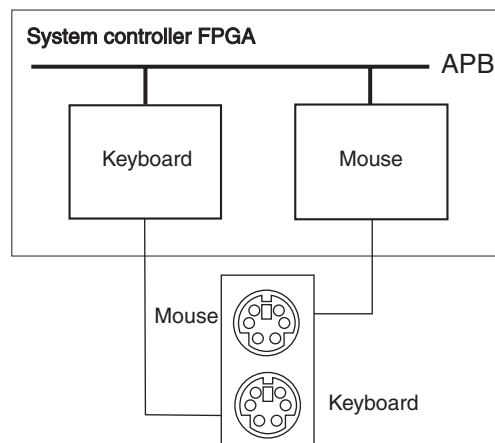 System controller FPGA
APB
Keyboard
Mouse
Mouse
Keyboard